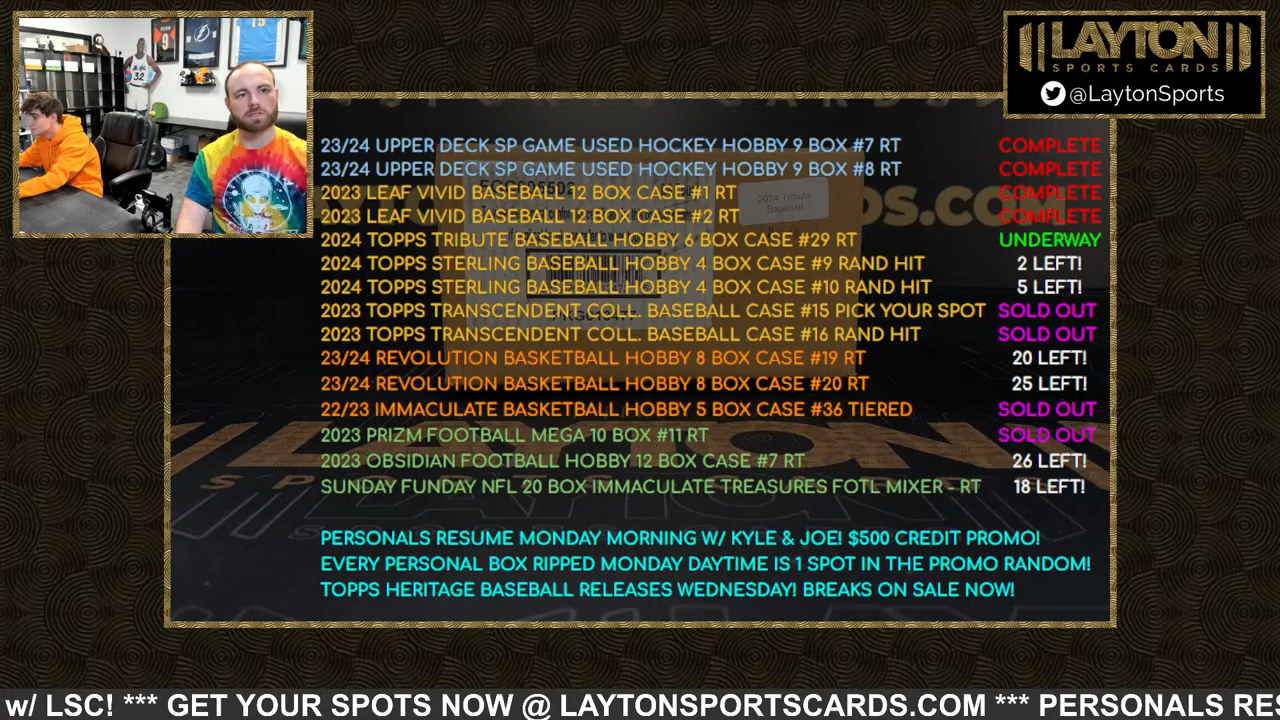 LAYTON
SPORTS CARDS
@LaytonSports
23/24 UPPER DECK SP GAME USED HOCKEY HOBBY 9 BOX #7 RT COMPLETE
23/24 UPPER DECK SP GAME USED HOCKEY HOBBY 9 BOX #8 RT COMPLETE
2023 LEAF VIVID BASEBALL 12 BOX CASE #1 RT COMPLETE
2023 LEAF VIVID BASEBALL 12 BOX CASE #2 RT COMPLETE
2024 TOPPS TRIBUTE BASEBALL HOBBY 6 BOX CASE #29 RT UNDERWAY
2024 TOPPS STERLING BASEBALL HOBBY 4 BOX CASE #9 RAND HIT 2 LEFT!
2024 TOPPS STERLING BASEBALL HOBBY 4 BOX CASE #10 RAND HIT 5 LEFT!
2023 TOPPS TRANSCENDENT COLL. BASEBALL CASE #15 PICK YOUR SPOT SOLD OUT
2023 TOPPS TRANSCENDENT COLL. BASEBALL CASE #16 RAND HIT SOLD OUT
23/24 REVOLUTION BASKETBALL HOBBY 8 BOX CASE #19 RT 20 LEFT!
23/24 REVOLUTION BASKETBALL HOBBY 8 BOX CASE #20 RT 25 LEFT!
22/23 IMMACULATE BASKETBALL HOBBY 5 BOX CASE #36 TIERED SOLD OUT
2023 PRIZM FOOTBALL MEGA 10 BOX #11 RT SOLD OUT
2023 OBSIDIAN FOOTBALL HOBBY 12 BOX CASE #7 RT 26 LEFT!
SUNDAY FUNDAY NFL 20 BOX IMMACULATE TREASURES FOTL MIXER - RT 18 LEFT!
PERSONALS RESUME MONDAY MORNING W/ KYLE & JOE! $500 CREDIT PROMO!
EVERY PERSONAL BOX RIPPED MONDAY DAYTIME IS 1 SPOT IN THE PROMO RANDOM!
TOPPS HERITAGE BASEBALL RELEASES WEDNESDAY! BREAKS ON SALE NOW!
2024 Tribute
Baseball
w/ LSC! *** GET YOUR SPOTS NOW @ LAYTONSPORTSCARDS.COM *** PERSONALS RES